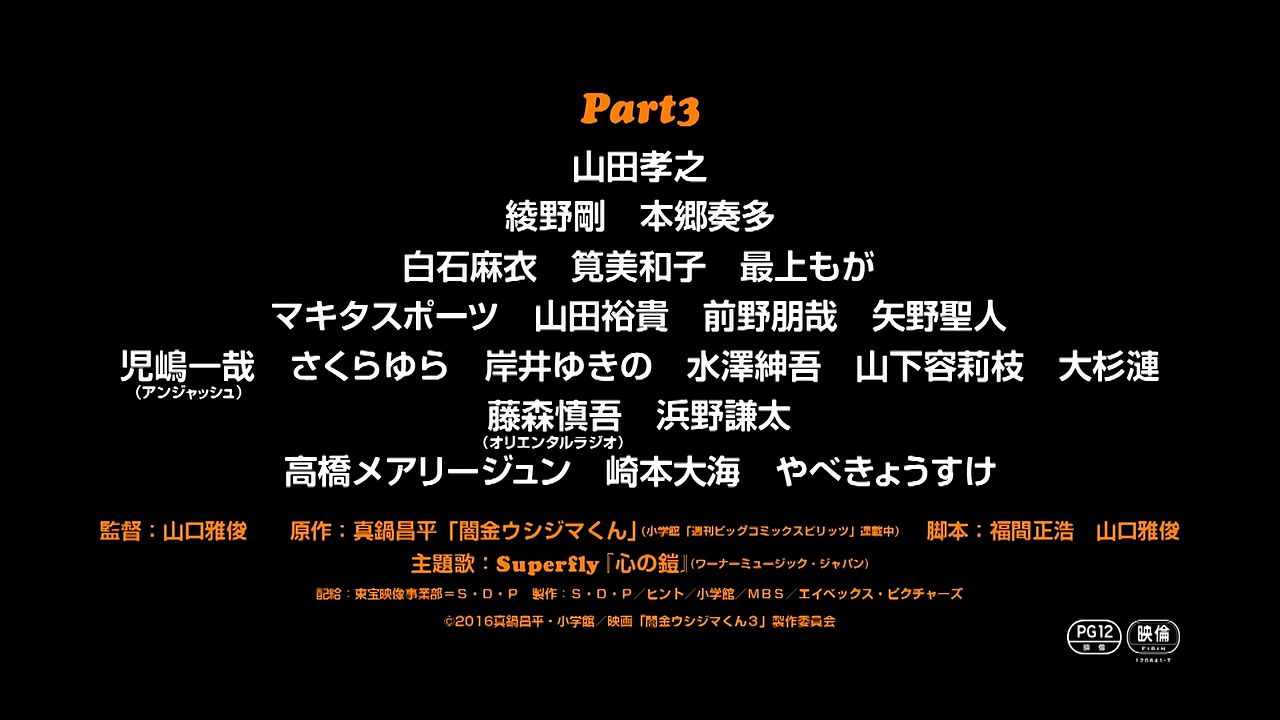 Part3
山田孝之
綾野剛　本郷奏多
白石麻衣　筧美和子　最上もが
マキタスポーツ　山田裕貴　前野朋哉　矢野聖人
児嶋一哉　さくらゆら　岸井ゆきの　水澤紳吾　山下容莉枝　大杉漣
（アンジャッシュ）
藤森慎吾　浜野謙太
（オリエンタルラジオ）
高橋メアリージュン　崎本大海　やべきょうすけ
監督：山口雅俊　原作：真鍋昌平「闇金ウシジマくん」（小学館「週刊ビッグコミックスピリッツ」連載中）　脚本：福間正浩　山口雅俊
主題歌：Superfly『心の鎧』（ワーナーミュージック・ジャパン）
配給：東宝映像事業部＝S・D・P　製作：S・D・P／ヒント／小学館／MBS／エイベックス・ピクチャーズ
©2016真鍋昌平・小学館／映画「闇金ウシジマくん3」製作委員会
PG12 映倫
映倫 EIRIN
120841-T